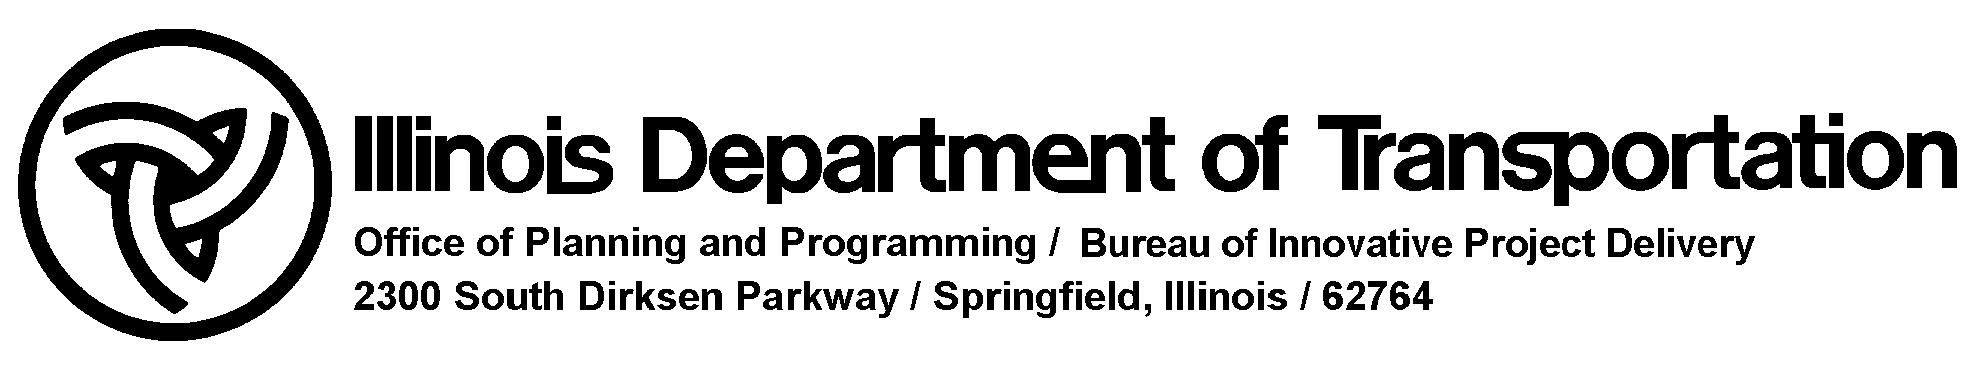 Illinois Department of Transportation
Office of Planning and Programming / Bureau of Innovative Project Delivery
2300 South Dirksen Parkway / Springfield, Illinois / 62764